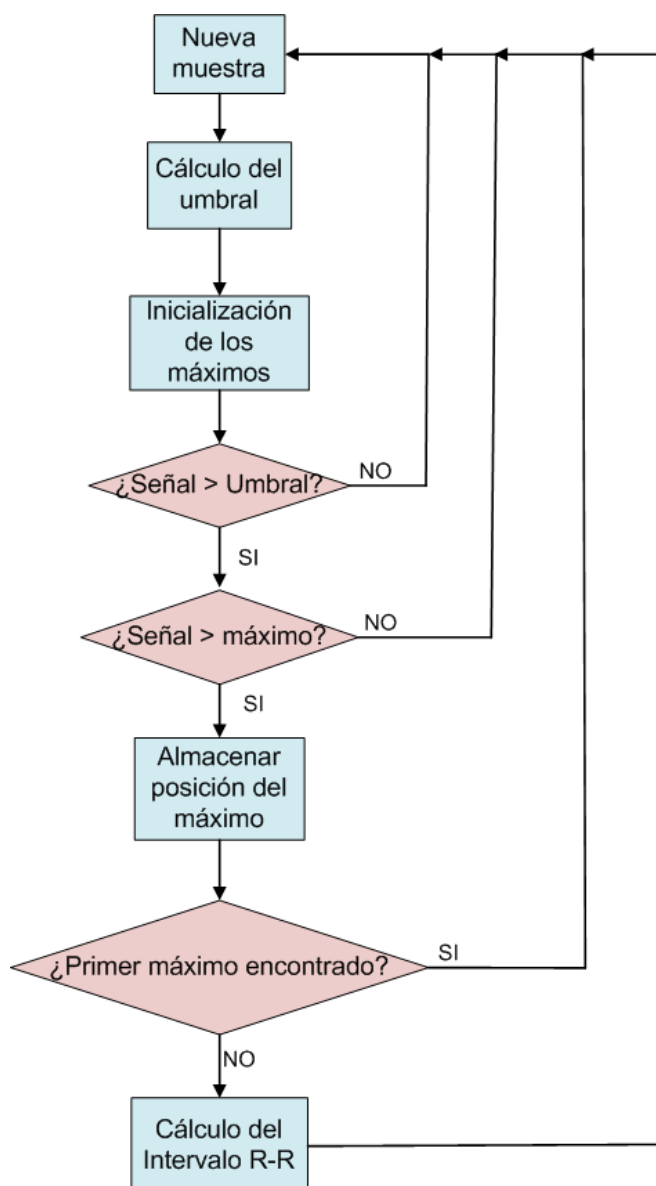 Nueva
muestra
Cálculo del
umbral
Inicialización
de los
máximos
¿Señal > Umbral?
NO
SI
¿Señal > máximo?
NO
SI
Almacenar
posición del
máximo
¿Primer máximo encontrado?
SI
NO
Cálculo del
Intervalo R-R